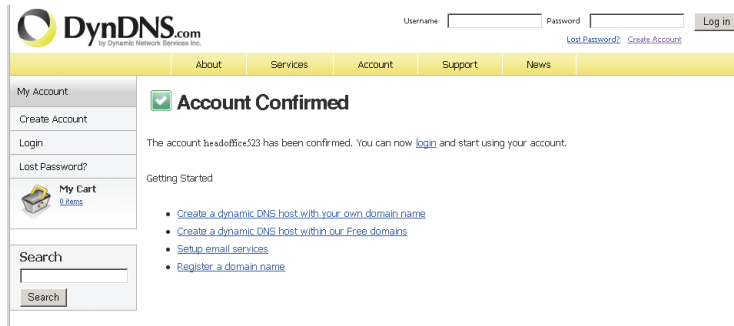 DynDNS.com
by Dynamic Network Services Inc.
Username
Password
Log in
Lost Password? Create Account
About Services Account Support News
My Account
Create Account
Login
Lost Password?
My Cart
0 items
Search
Search
Account Confirmed
The account headoffice523 has been confirmed. You can now login and start using your account.
Getting Started
Create a dynamic DNS host with your own domain name
Create a dynamic DNS host within our Free domains
Setup email services
Register a domain name